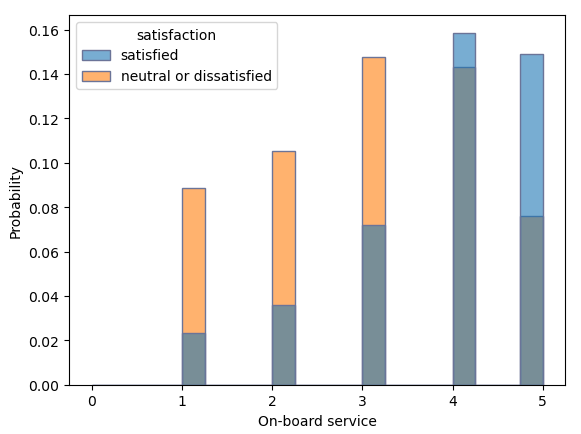 satisfaction
satisfied
neutral or dissatisfied
0.16
0.14
0.12
0.10
0.08
0.06
0.04
0.02
0.00
Probability
0 1 2 3 4 5
On-board service